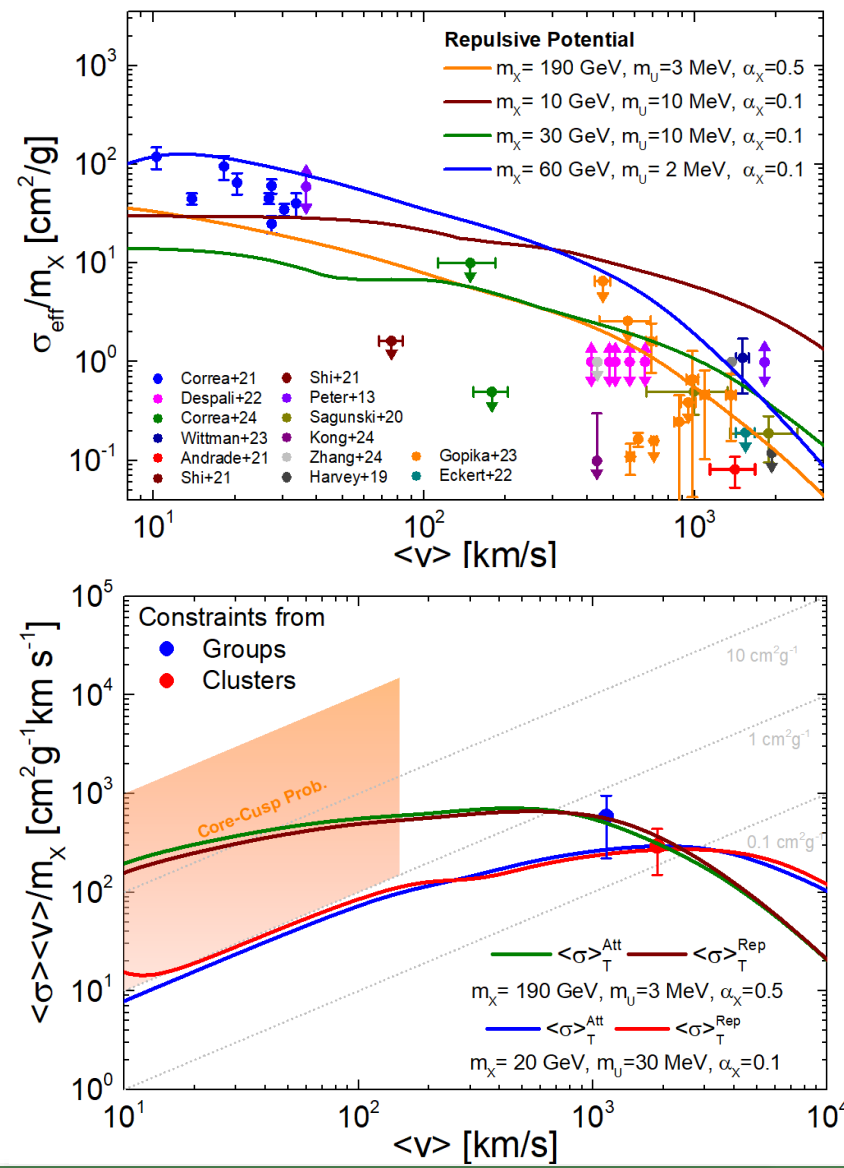 Repulsive Potential
m_X= 190 GeV, m_U=3 MeV, α_X=0.5
m_X= 10 GeV, m_U=10 MeV, α_X=0.1
m_X= 30 GeV, m_U=10 MeV, α_X=0.1
m_X= 60 GeV, m_U= 2 MeV, α_X=0.1
σ_eff/m_X [cm²/g]
10³
10²
10¹
10⁰
10⁻¹
Correa+21
Despali+22
Correa+24
Wittman+23
Andrade+21
Shi+21
Shi+21
Peter+13
Sagunski+20
Kong+24
Zhang+24
Harvey+19
Gopika+23
Eckert+22
10¹ 10² 10³
<v> [km/s]
<σ><v>/m_X [cm²g⁻¹km s⁻¹]
10⁵
10⁴
10³
10²
10¹
10⁰
Constraints from
Groups
Clusters
Core-Cusp Prob.
10 cm²g⁻¹
1 cm²g⁻¹
0.1 cm²g⁻¹
<σ>_T^Att <σ>_T^Rep
m_X= 190 GeV, m_U=3 MeV, α_X=0.5
<σ>_T^Att <σ>_T^Rep
m_X= 20 GeV, m_U=30 MeV, α_X=0.1
10¹ 10² 10³ 10⁴
<v> [km/s]